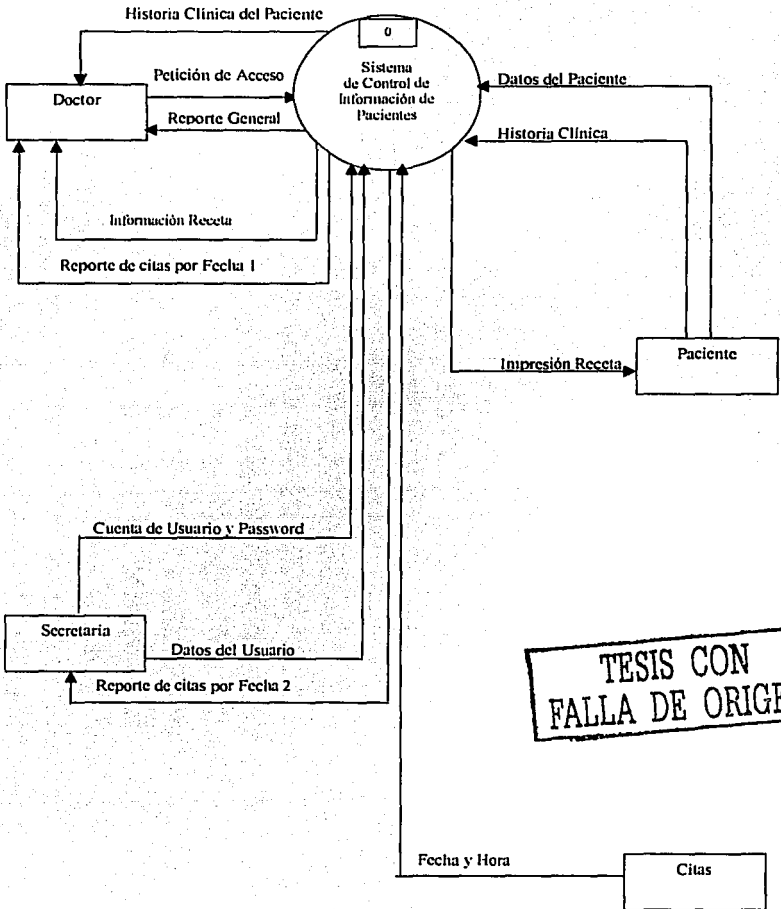 Historia Clínica del Paciente
0
Sistema
de Control de
Información de
Pacientes
Petición de Acceso
Datos del Paciente
Doctor
Reporte General
Historia Clínica
Información Receta
Reporte de citas por Fecha 1
Paciente
Impresión Receta
Cuenta de Usuario y Password
Secretaria
Datos del Usuario
Reporte de citas por Fecha 2
TESIS CON
FALLA DE ORIGE
Fecha y Hora
Citas